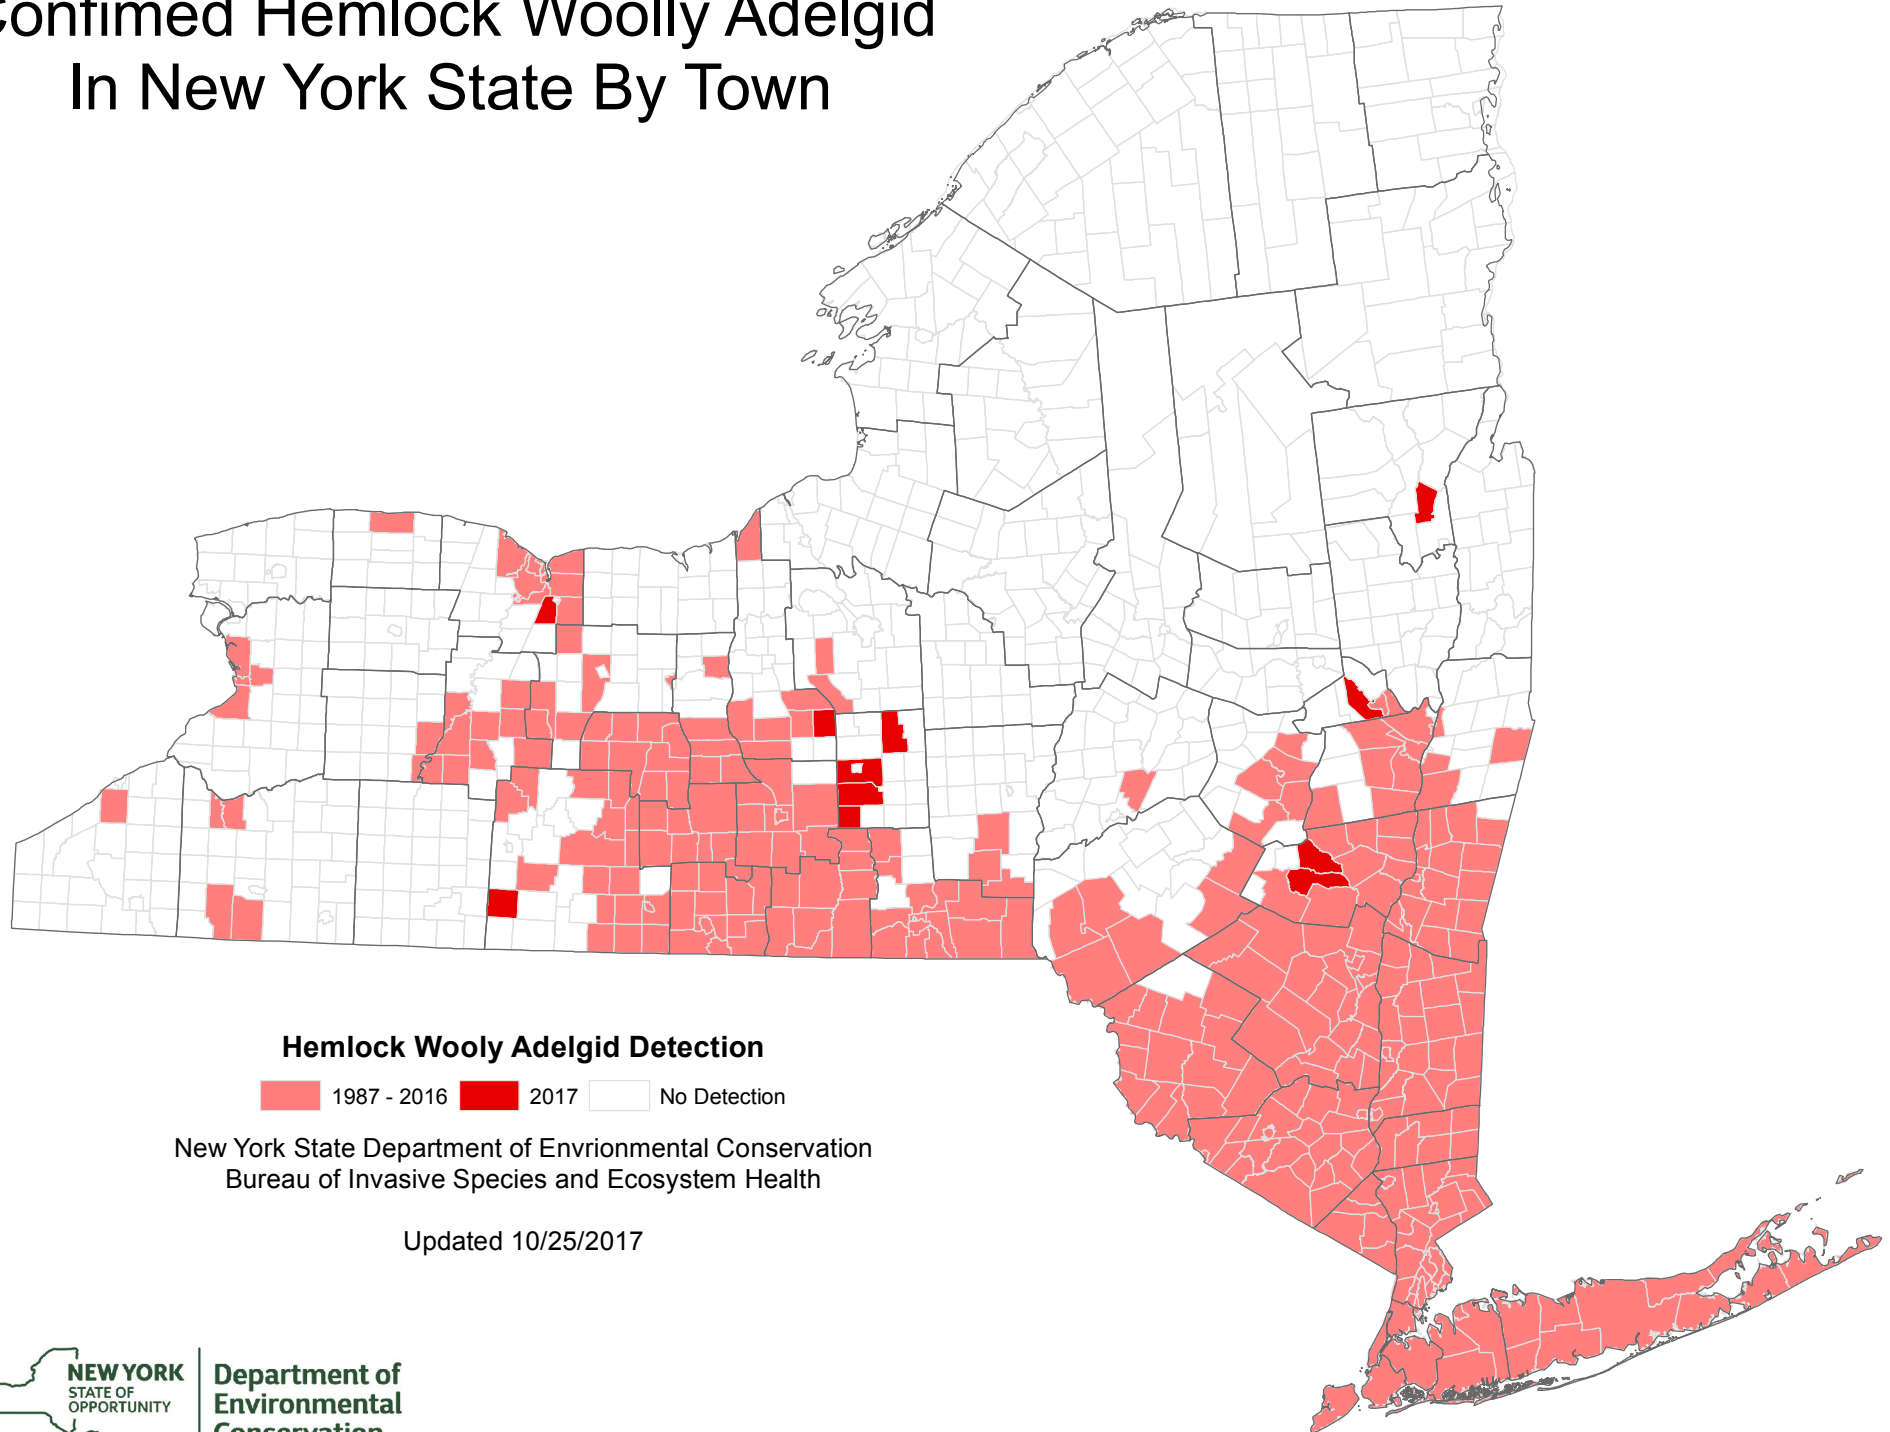 Confimed Hemlock Woolly Adelgid
In New York State By Town
Hemlock Wooly Adelgid Detection
1987 - 2016 2017 No Detection
New York State Department of Envrionmental Conservation
Bureau of Invasive Species and Ecosystem Health
Updated 10/25/2017
NEW YORK
STATE OF
OPPORTUNITY
Department of
Environmental
Conservation